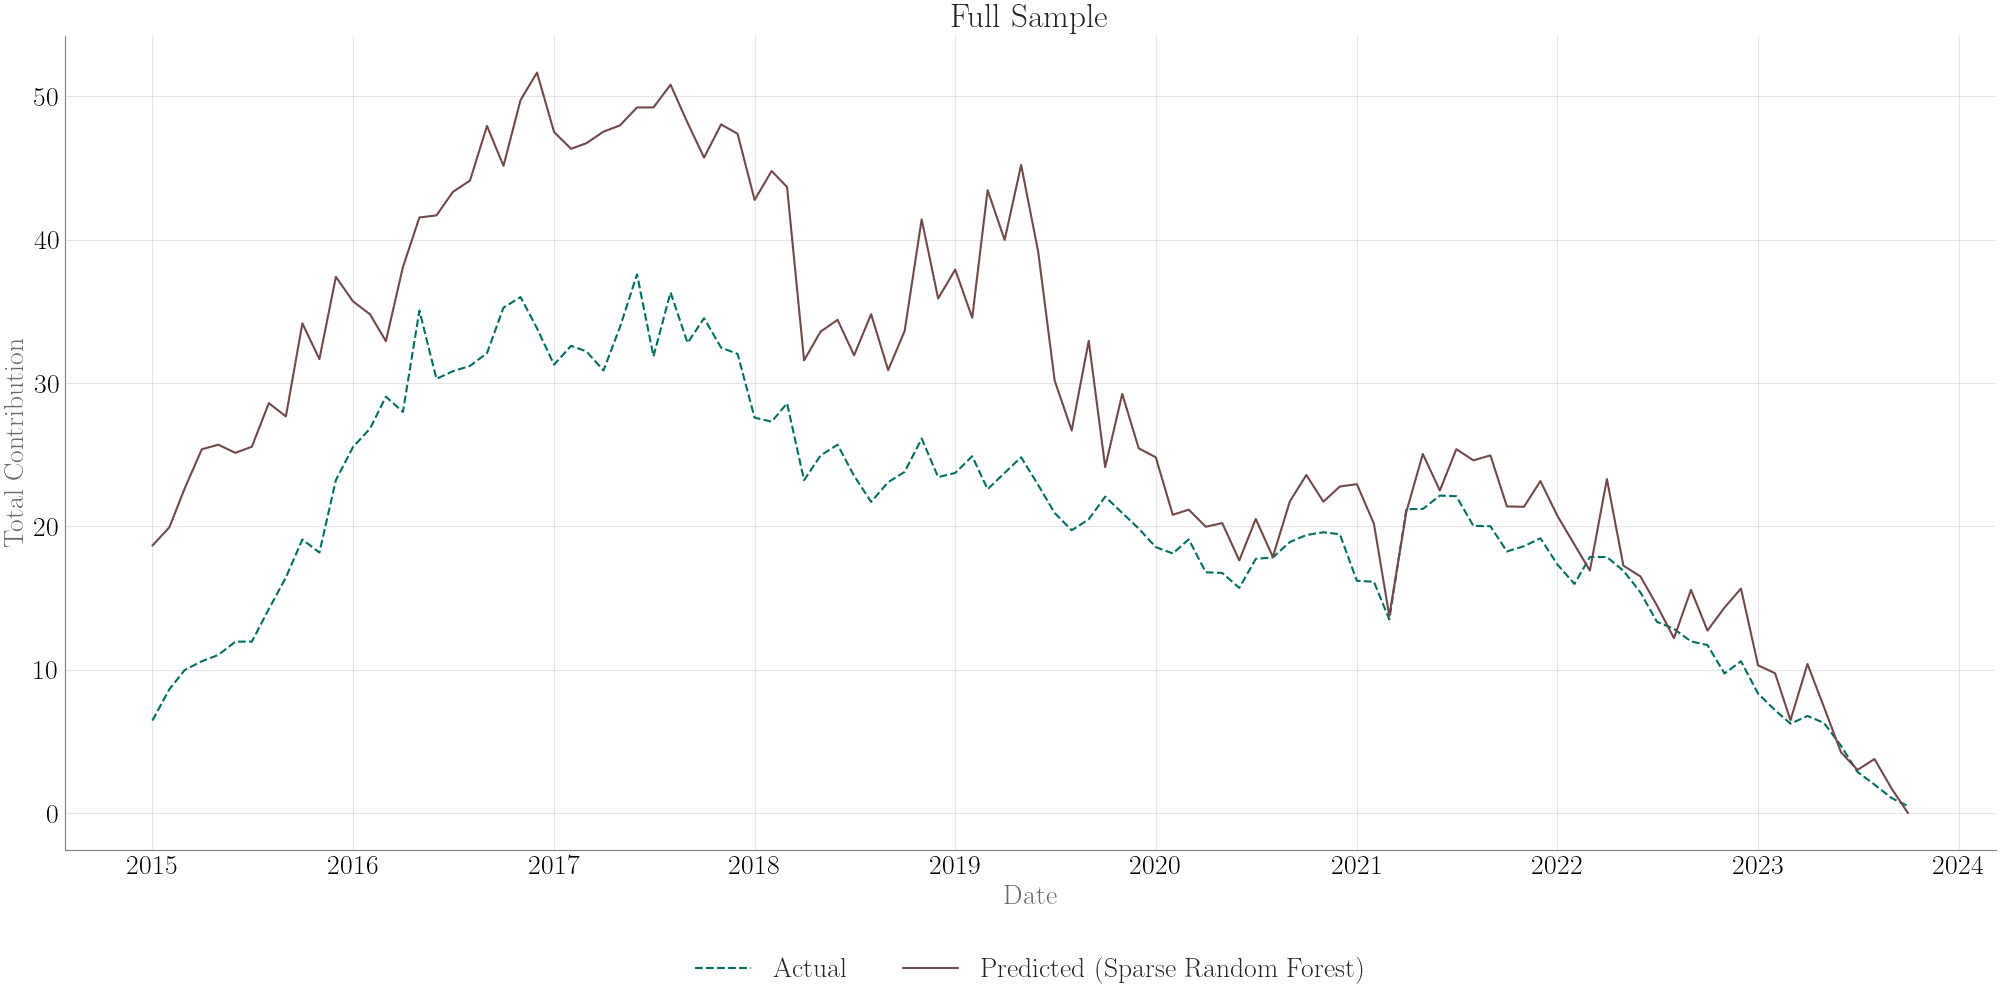 Full Sample
50
40
30
20
10
0
Total Contribution
2015 2016 2017 2018 2019 2020 2021 2022 2023 2024
Date
Actual Predicted (Sparse Random Forest)